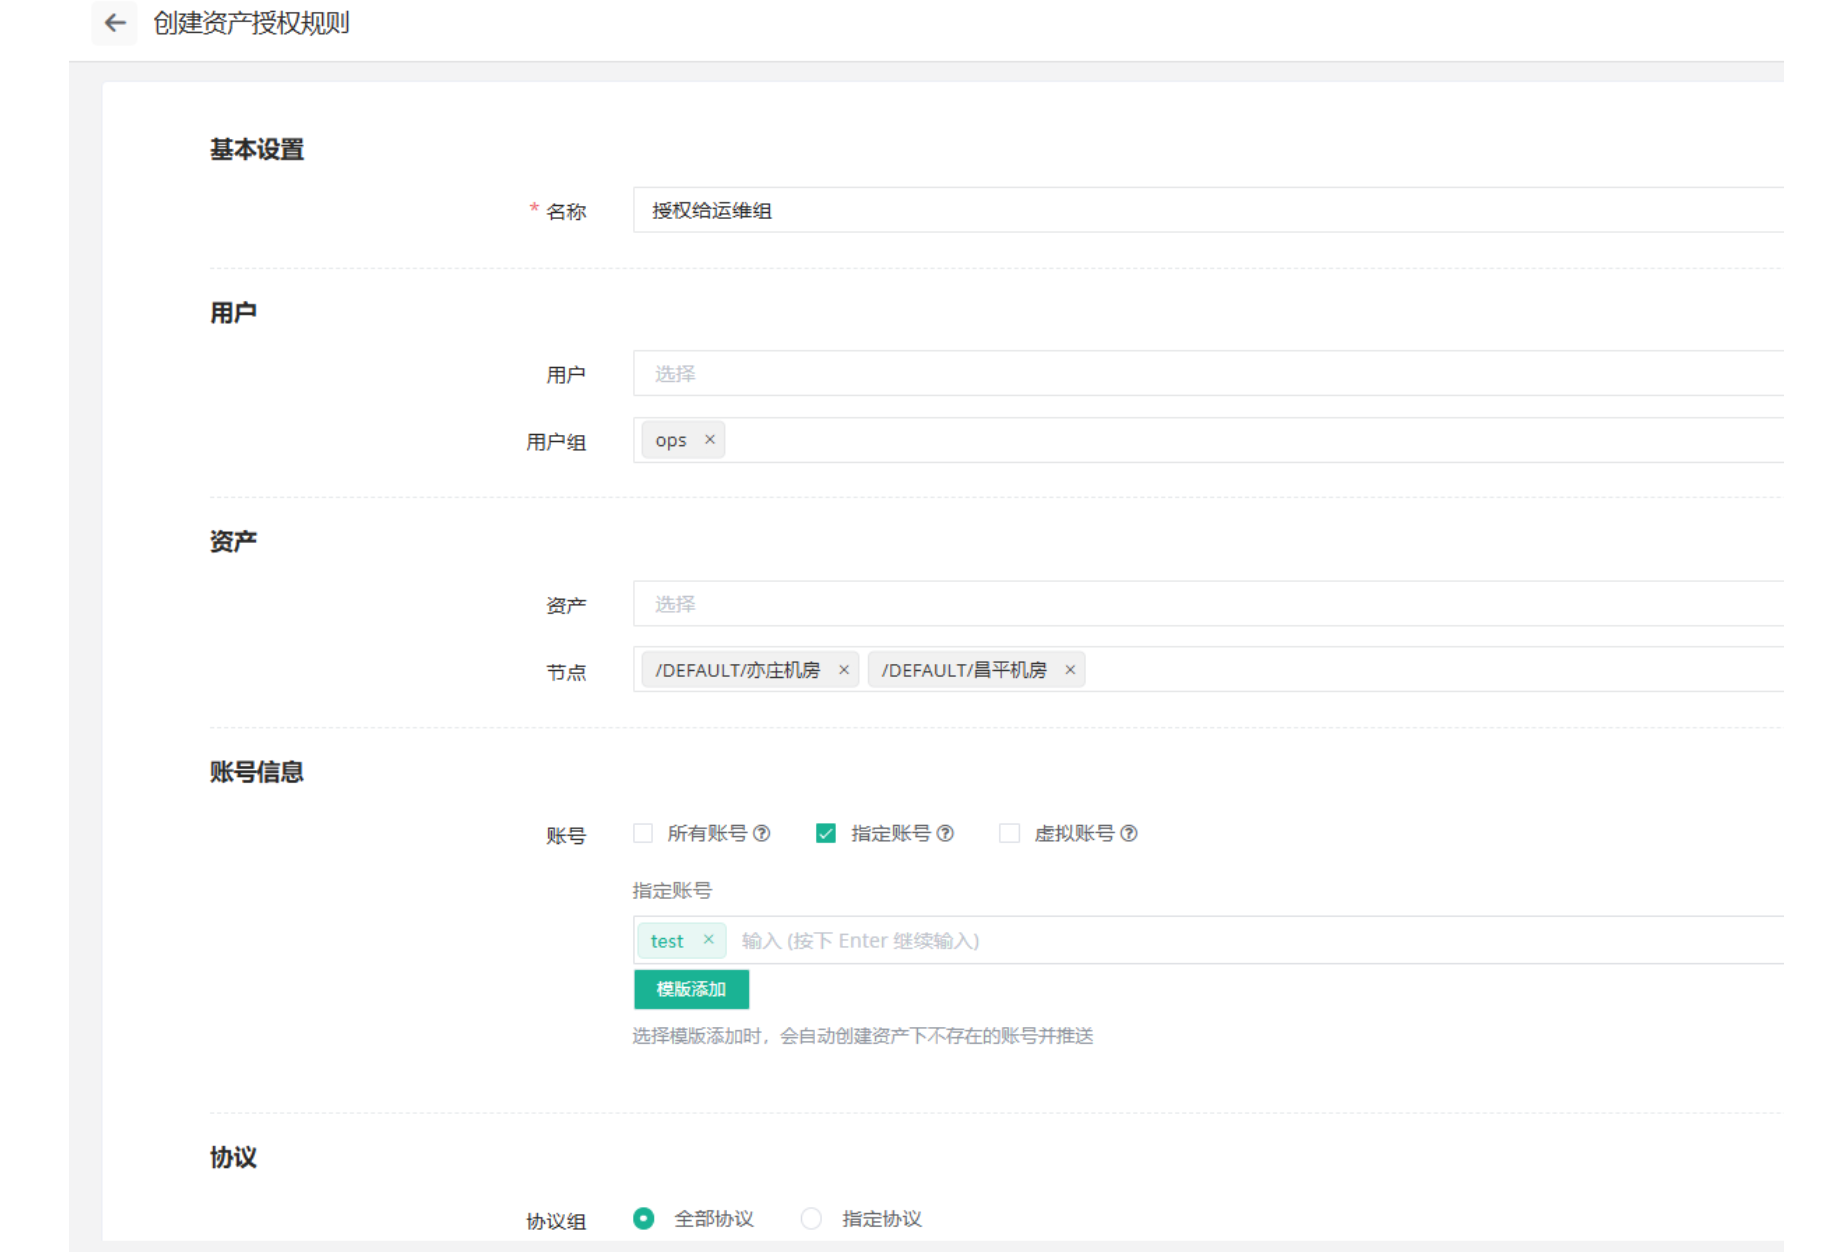 创建资产授权规则
基本设置
* 名称 授权给运维组
用户
用户 选择
用户组 ops ×
资产
资产 选择
节点 /DEFAULT/亦庄机房 × /DEFAULT/昌平机房 ×
账号信息
账号 所有账号 ? 指定账号 ? 虚拟账号 ?
指定账号
test × 输入 (按下 Enter 继续输入)
模版添加
选择模版添加时，会自动创建资产下不存在的账号并推送
协议
协议组 全部协议 指定协议